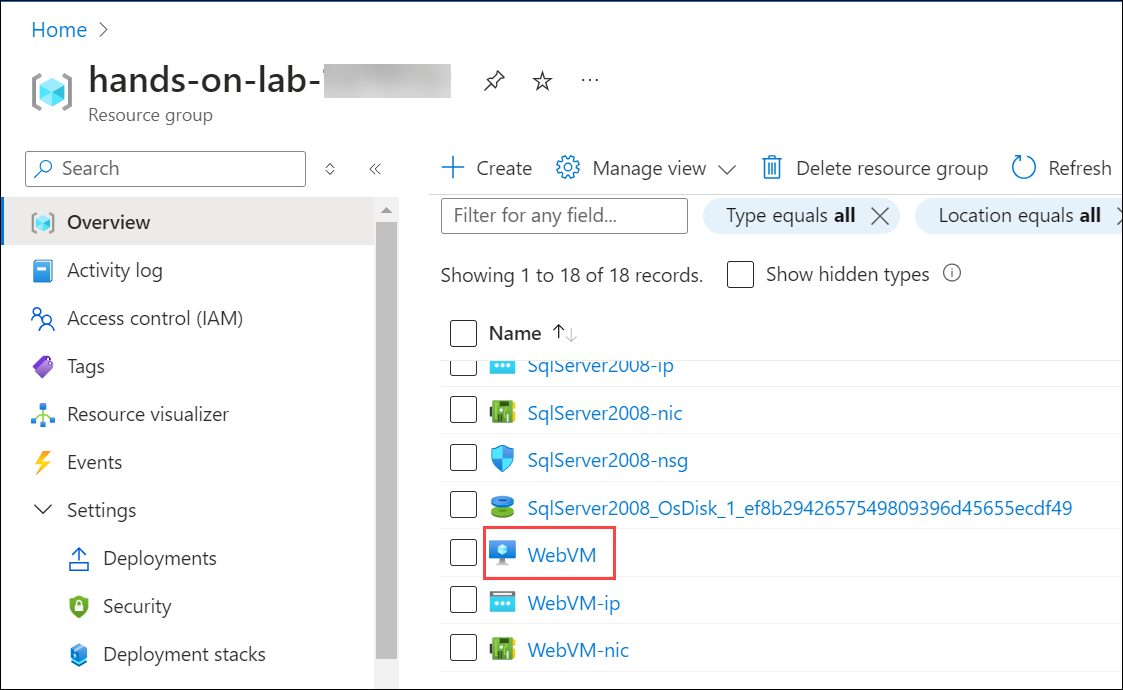 Home
hands-on-lab-
Resource group
Search
Create
Manage view
Delete resource group
Refresh
Overview
Activity log
Access control (IAM)
Tags
Resource visualizer
Events
Settings
Deployments
Security
Deployment stacks
Filter for any field...
Type equals all
Location equals all
Showing 1 to 18 of 18 records.
Show hidden types
Name
SqlServer2008-ip
SqlServer2008-nic
SqlServer2008-nsg
SqlServer2008_OsDisk_1_ef8b2942657549809396d45655ecdf49
WebVM
WebVM-ip
WebVM-nic